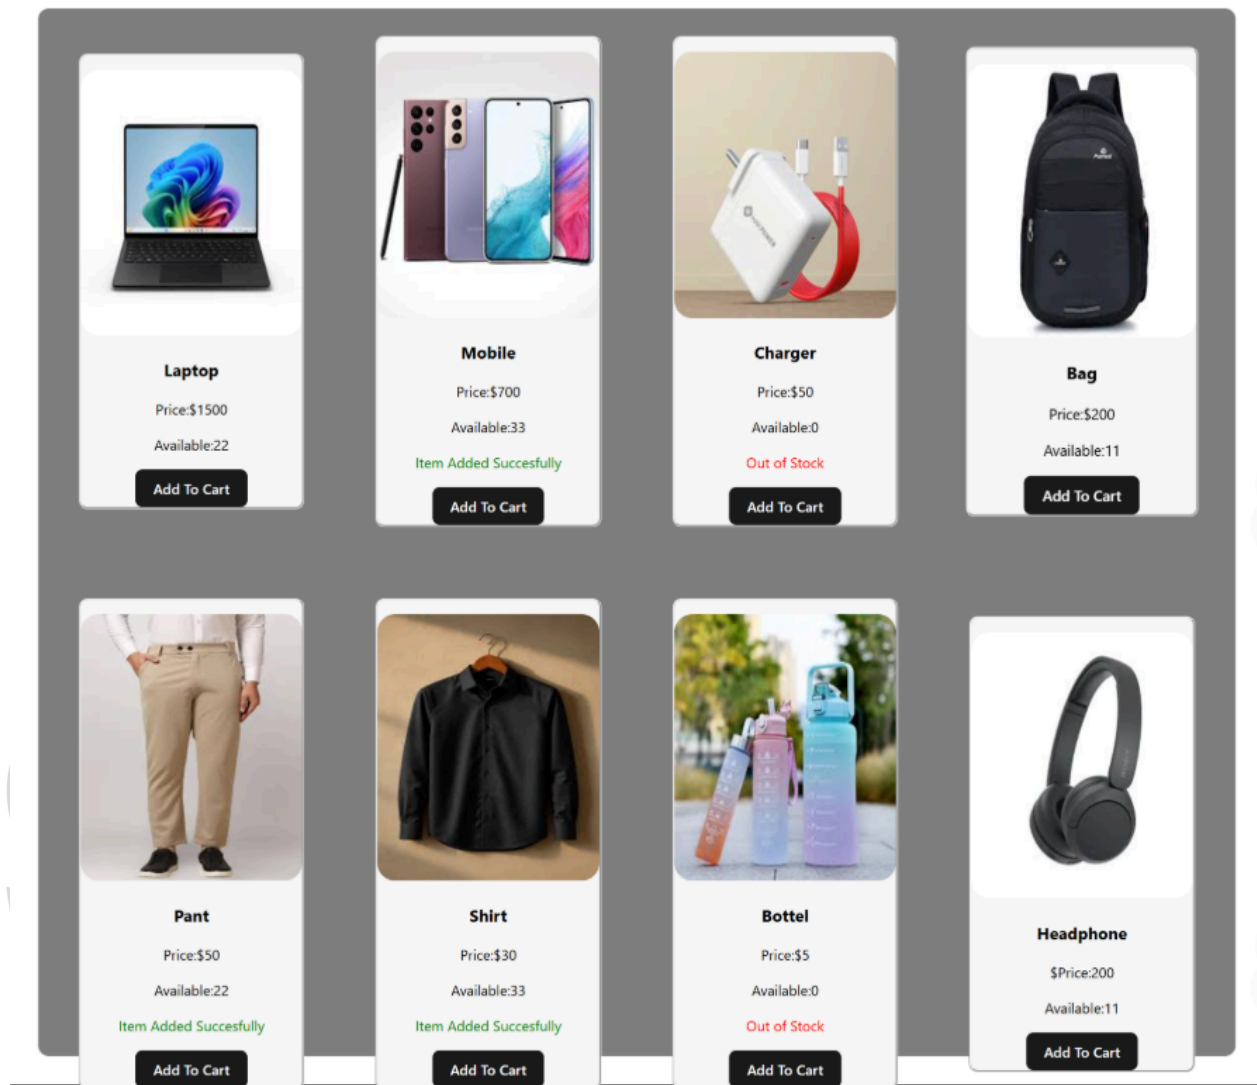 Laptop
Price:$1500
Available:22
Add To Cart
Mobile
Price:$700
Available:33
Item Added Succesfully
Add To Cart
Charger
Price:$50
Available:0
Out of Stock
Add To Cart
Bag
Price:$200
Available:11
Add To Cart
Pant
Price:$50
Available:22
Item Added Succesfully
Add To Cart
Shirt
Price:$30
Available:33
Item Added Succesfully
Add To Cart
Bottel
Price:$5
Available:0
Out of Stock
Add To Cart
Headphone
$Price:200
Available:11
Add To Cart